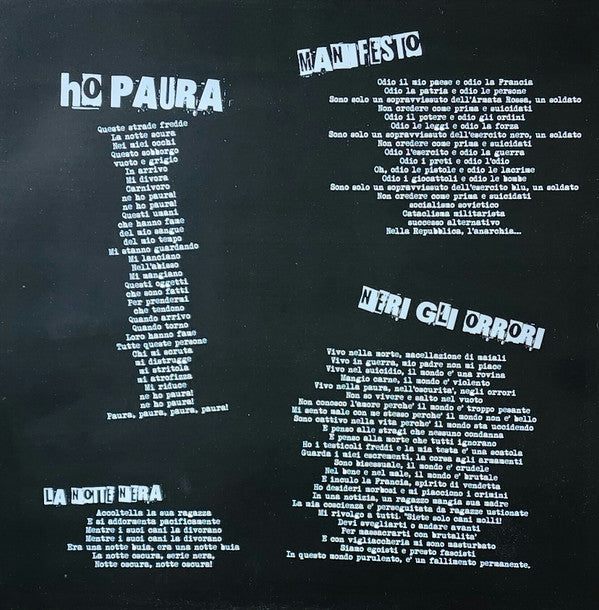 hO PAURA
Queste strade fredde
La notte scura
Nei miei occhi
Questo sobborgo
vuoto e grigio
In arrivo
Mi divora
Carnivoro
ne ho paura!
ne ho paura!
Questi umani
che hanno fame
del mio sangue
del mio tempo
Mi stanno guardando
Mi lanciano
Nell'abisso
Mi mangiano
Questi oggetti
che sono fatti
Per prendermi
che tendono
Quando arrivo
Quando torno
Loro hanno fame
Tutte queste persone
Chi mi scruta
mi distrugge
mi stritola
mi atrofizza
Mi riduce
ne ho paura!
ne ho paura!
Paura, paura, paura, paura!
LA NOTTE NERA
Accoltella la sua ragazza
E si addormenta pacificamente
Mentre i suoi cani la divorano
Mentre i suoi cani la divorano
Era una notte buia, era una notte buia
La notte oscura, serie nera,
Notte oscura, notte oscura!
MANIFESTO
Odio il mio paese e odio la Francia
Odio la patria e odio le persone
Sono solo un sopravvissuto dell'Armata Rossa, un soldato
Non credere come prima e suicidati
Odio il potere e odio gli ordini
Odio le leggi e odio la forza
Sono solo un sopravvissuto dell'esercito nero, un soldato
Non credere come prima e suicidati
Odio l'esercito e odio la guerra
Odio i preti e odio l'odio
Oh, odio le pistole e odio le lacrime
Odio i giocattoli e odio le bombe
Sono solo un sopravvissuto dell'esercito blu, un soldato
Non credere come prima e suicidati
socialismo sovietico
Cataclisma militarista
successo alternativo
Nella Repubblica, l'anarchia...
NERI GLI ORRORI
Vivo nella morte, macellazione di maiali
Vivo in guerra, mio padre non mi piace
Vivo nel suicidio, il mondo e' una rovina
Mangio carne, il mondo e' violento
Vivo nella paura, nell'oscurita', negli orrori
Non so vivere e salto nel vuoto
Non conosco l'amore perche' il mondo e' troppo pesante
Mi sento male con me stesso perche' il mondo non e' bello
Sono cattivo nella vita perche' il mondo sta uccidendo
E penso alle stragi che nessuno condanna
E penso alla morte che tutti ignorano
Ho i testicoli freddi e la mia testa e' una scatola
Guarda i miei escrementi, la corsa agli armamenti
Sono bisessuale, il mondo e' crudele
Nel bene e nel male, il mondo e' brutale
E inculo la Francia, spirito di vendetta
Ho desideri morbosi e mi piacciono i crimini
In una notizia, un ragazzo mangia sua madre
La mia coscienza e' perseguitata da ragazze ustionate
Mi rivolgo a tutti. "Siete solo cani molli!
Devi svegliarti o andare avanti
Per massacrarti con brutalita'
E con vigliaccheria mi sono masturbato
Siamo egoisti e presto fascisti
In questo mondo purulento, e' un fallimento permanente.